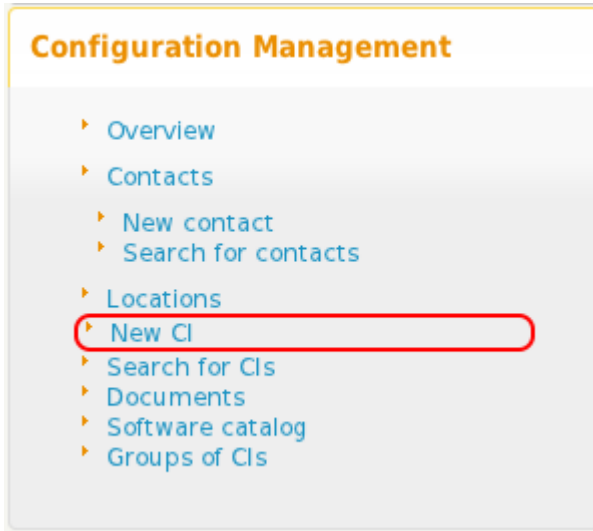 Configuration Management
Overview
Contacts
New contact
Search for contacts
Locations
New CI
Search for CIs
Documents
Software catalog
Groups of CIs